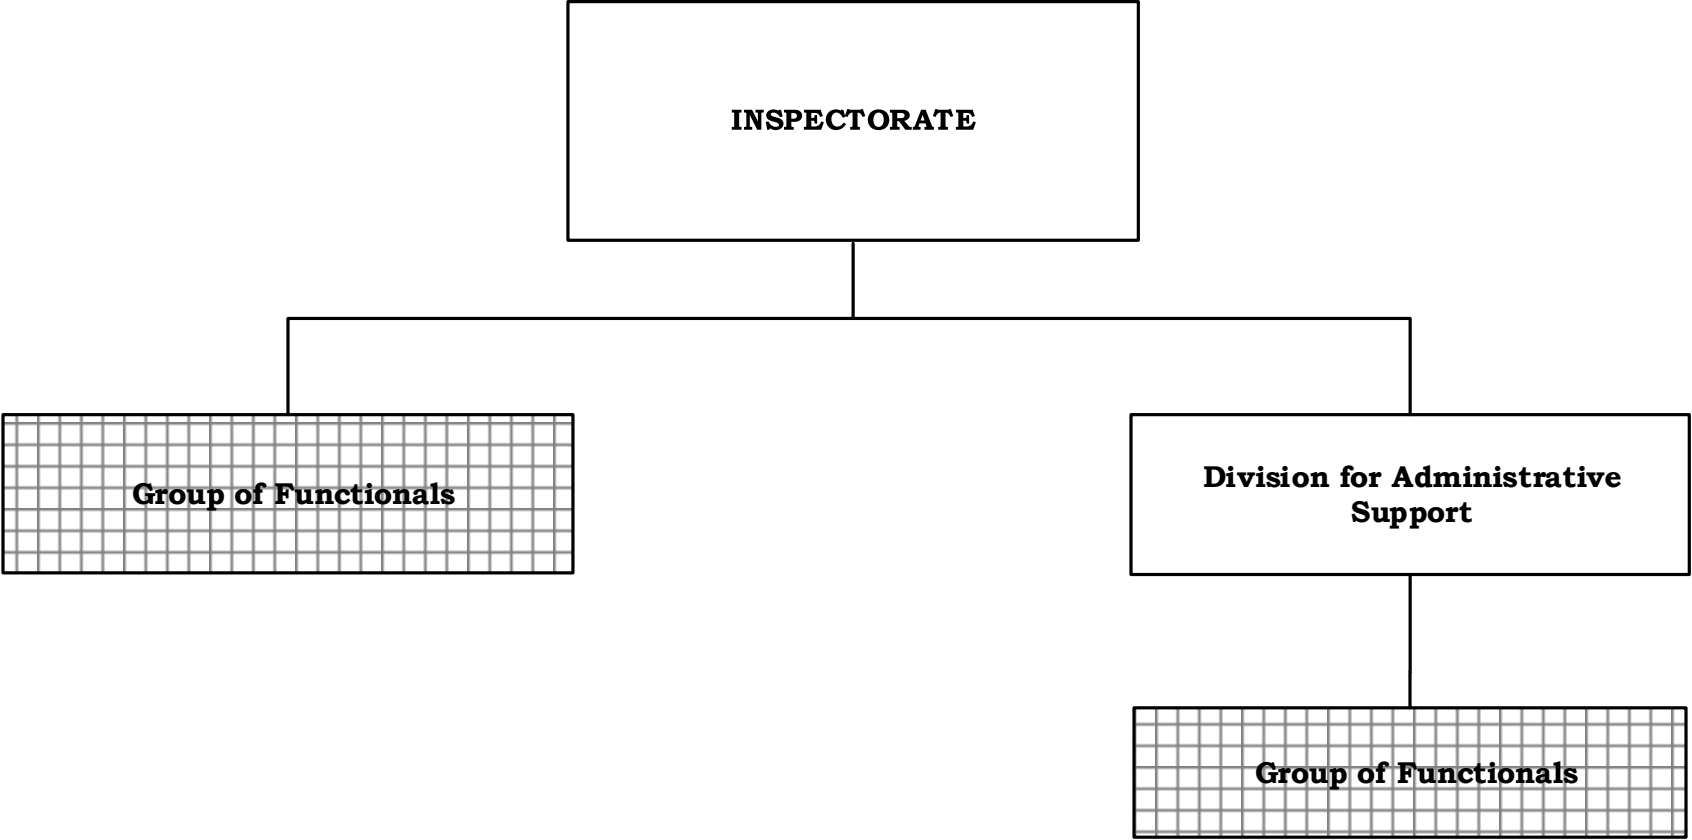 INSPECTORATE
Group of Functionals
Division for Administrative
Support
Group of Functionals